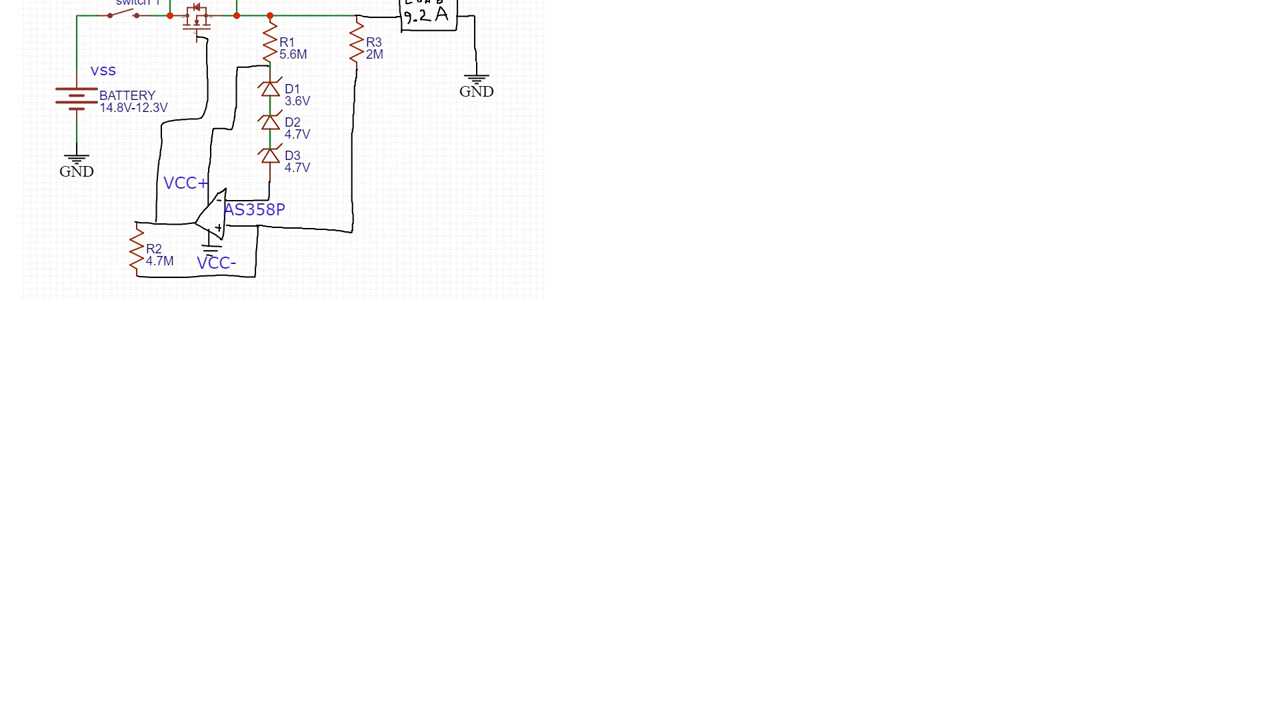 switch 1
9.2 A
R1
5.6M
R3
2M
vss
BATTERY
14.8V-12.3V
GND
GND
D1
3.6V
D2
4.7V
D3
4.7V
VCC+
AS358P
-
+
R2
4.7M
VCC-